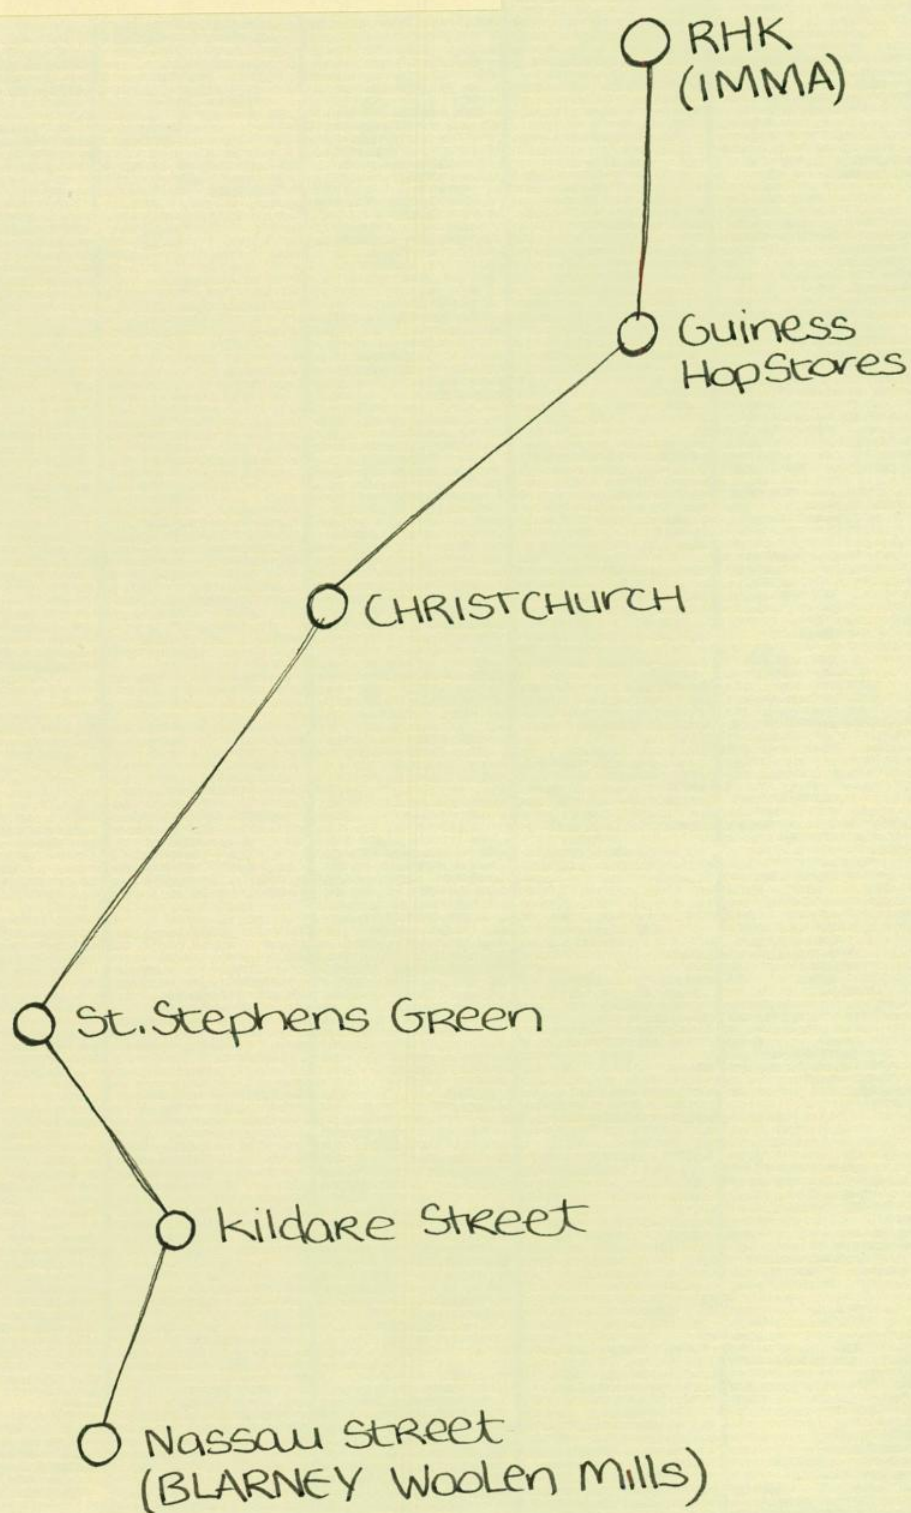 RHK
(IMMA)
Guiness
HopStores
CHRISTCHURCH
St. Stephens Green
Kildare Street
Nassau Street
(BLARNEY Woolen Mills)